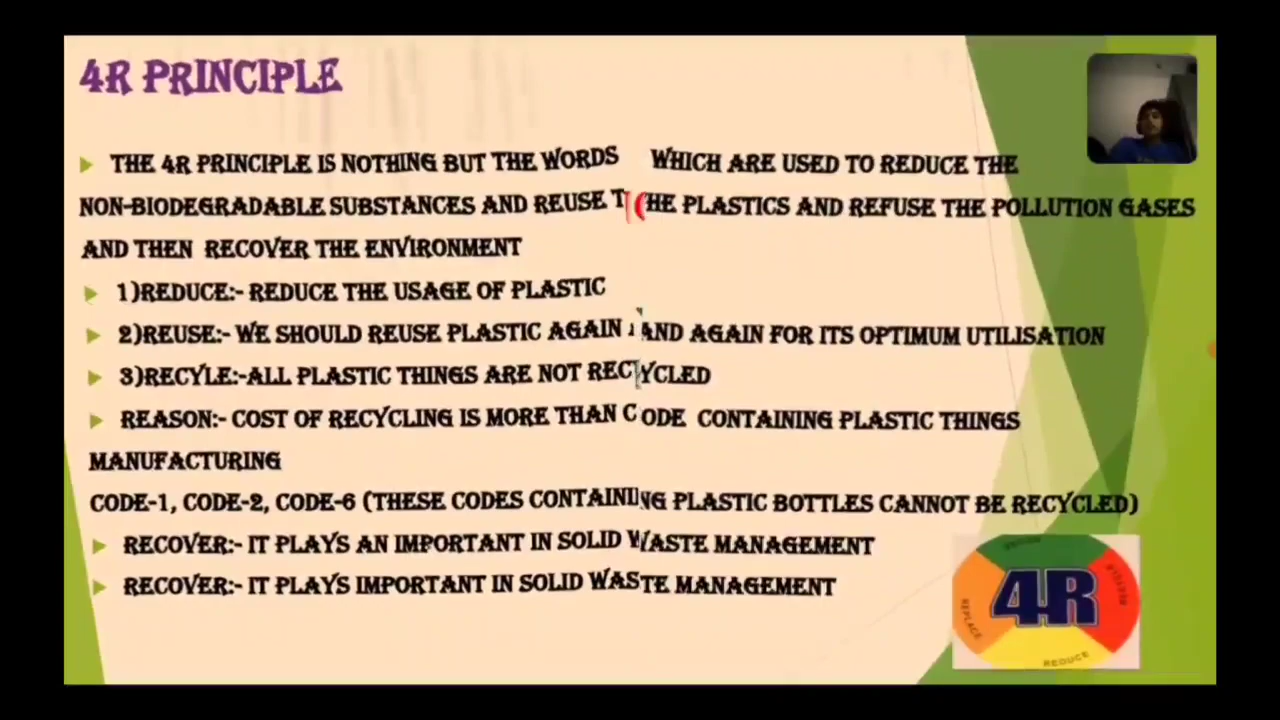 4R PRINCIPLE
THE 4R PRINCIPLE IS NOTHING BUT THE WORDS WHICH ARE USED TO REDUCE THE
NON-BIODEGRADABLE SUBSTANCES AND REUSE THE PLASTICS AND REFUSE THE POLLUTION GASES
AND THEN RECOVER THE ENVIRONMENT
1)REDUCE:- REDUCE THE USAGE OF PLASTIC
2)REUSE:- WE SHOULD REUSE PLASTIC AGAIN AND AGAIN FOR ITS OPTIMUM UTILISATION
3)RECYLE:-ALL PLASTIC THINGS ARE NOT RECYCLED
REASON:- COST OF RECYCLING IS MORE THAN CODE CONTAINING PLASTIC THINGS
MANUFACTURING
CODE-1, CODE-2, CODE-6 (THESE CODES CONTAINING PLASTIC BOTTLES CANNOT BE RECYCLED)
RECOVER:- IT PLAYS AN IMPORTANT IN SOLID WASTE MANAGEMENT
RECOVER:- IT PLAYS IMPORTANT IN SOLID WASTE MANAGEMENT
4R
REPLACE
REDUCE